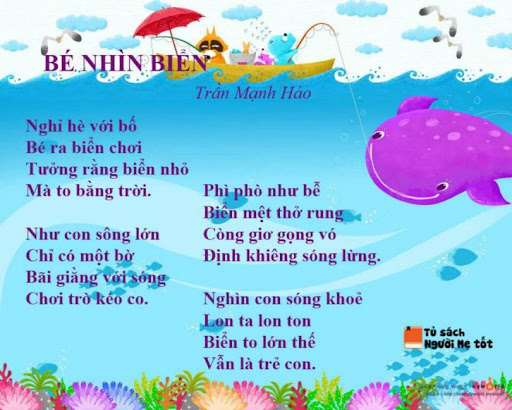 BÉ NHÌN BIỂN
Trần Mạnh Hảo
Nghỉ hè với bố
Bé ra biển chơi
Tưởng rằng biển nhỏ
Mà to bằng trời.
Như con sông lớn
Chỉ có một bờ
Bãi giằng với sóng
Chơi trò kéo co.
Phì phò như bễ
Biển mệt thở rung
Còng giơ gọng vó
Định khiêng sóng lừng.
Nghìn con sóng khoẻ
Lon ta lon ton
Biển to lớn thế
Vẫn là trẻ con.
Tủ sách
Người Mẹ tốt